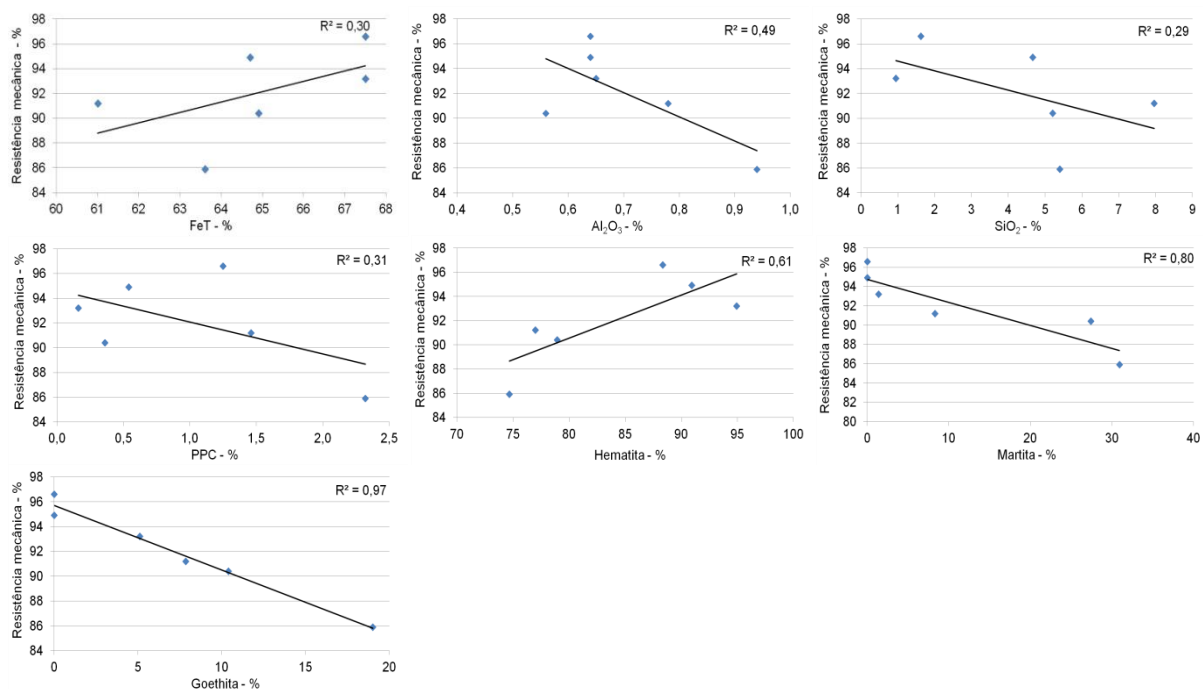 Resistência mecânica - %
98
96
94
92
90
88
86
84
R² = 0,30
60 61 62 63 64 65 66 67 68
FeT - %
Resistência mecânica - %
98
96
94
92
90
88
86
84
R² = 0,49
0,4 0,5 0,6 0,7 0,8 0,9 1,0
Al₂O₃ - %
Resistência mecânica - %
98
96
94
92
90
88
86
84
R² = 0,29
0 1 2 3 4 5 6 7 8 9
SiO₂ - %
Resistência mecânica - %
98
96
94
92
90
88
86
84
R² = 0,31
0,0 0,5 1,0 1,5 2,0 2,5
PPC - %
Resistência mecânica - %
98
96
94
92
90
88
86
84
R² = 0,61
70 75 80 85 90 95 100
Hematita - %
Resistência mecânica - %
98
96
94
92
90
88
86
84
82
80
R² = 0,80
0 10 20 30 40
Martita - %
Resistência mecânica - %
98
96
94
92
90
88
86
84
R² = 0,97
0 5 10 15 20
Goethita - %